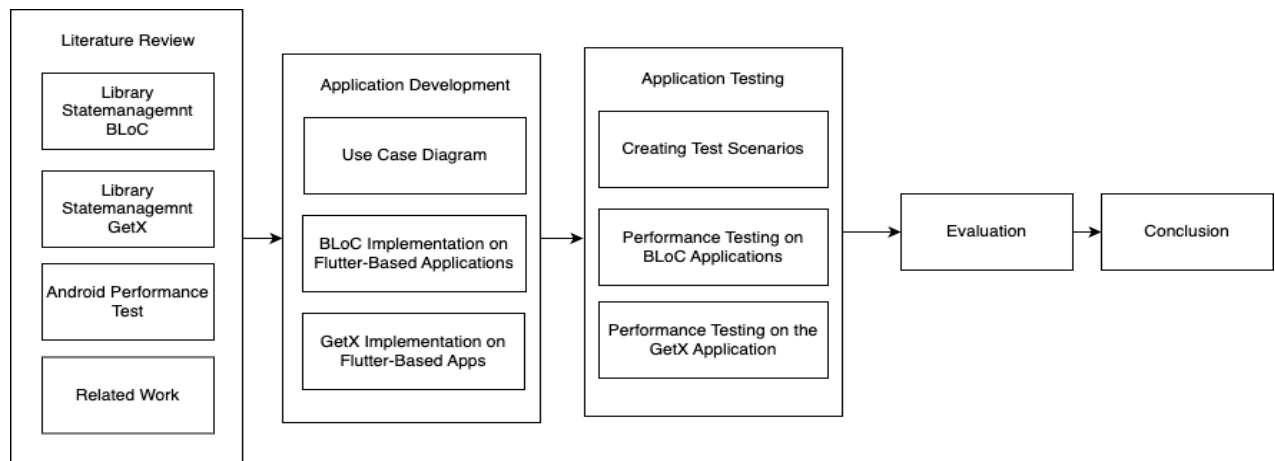 Literature Review
Library
Statemanagemnt
BLoC
Library
Statemanagemnt
GetX
Android Performance
Test
Related Work
Application Development
Use Case Diagram
BLoC Implementation on
Flutter-Based Applications
GetX Implementation on
Flutter-Based Apps
Application Testing
Creating Test Scenarios
Performance Testing on
BLoC Applications
Performance Testing on the
GetX Application
Evaluation
Conclusion